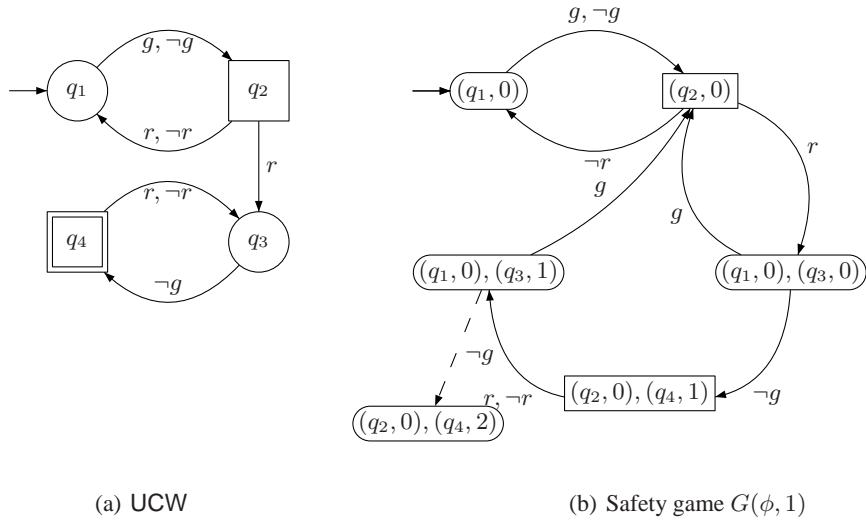 g, ¬g
q₁
q₂
r, ¬r
r
r, ¬r
q₄
q₃
¬g
(a) UCW
g, ¬g
(q₁, 0)
(q₂, 0)
¬r
r
g
g
(q₁, 0), (q₃, 1)
(q₁, 0), (q₃, 0)
¬g
¬g
r, ¬r
(q₂, 0), (q₄, 1)
(q₂, 0), (q₄, 2)
(b) Safety game G(ϕ, 1)